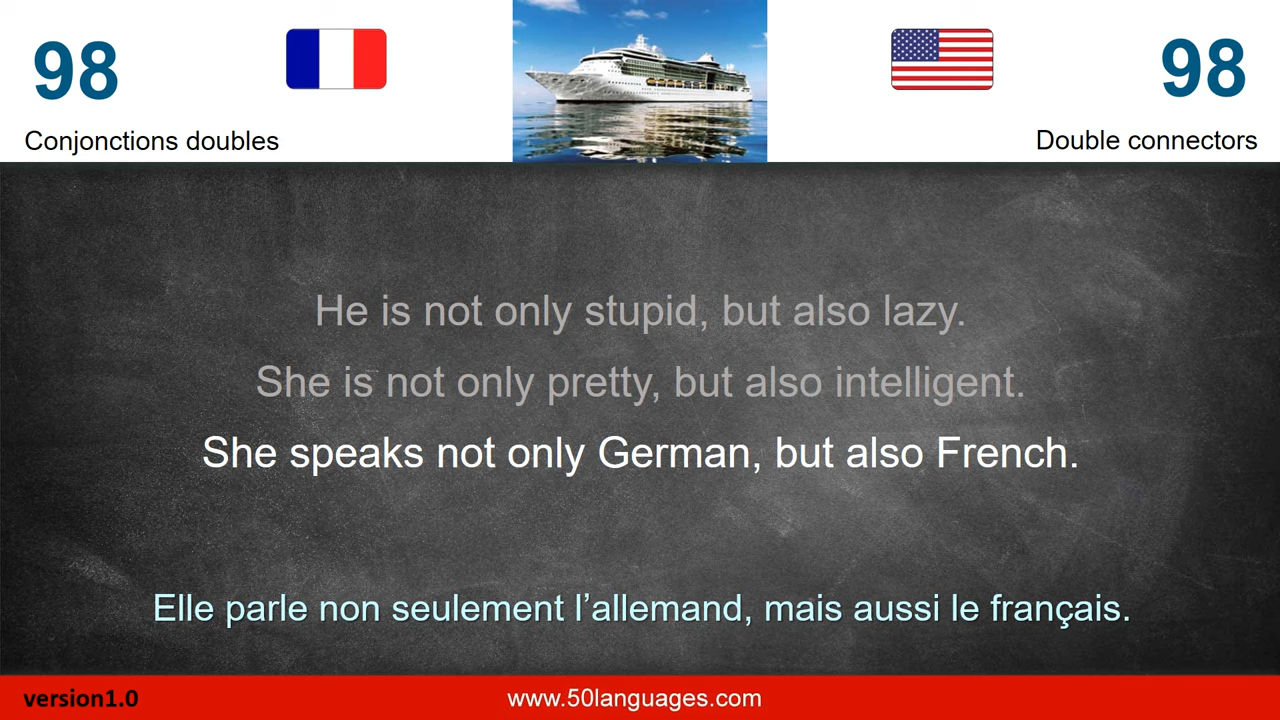 98
98
Conjonctions doubles
Double connectors
He is not only stupid, but also lazy.
She is not only pretty, but also intelligent.
She speaks not only German, but also French.
Elle parle non seulement l’allemand, mais aussi le français.
version1.0
www.50languages.com